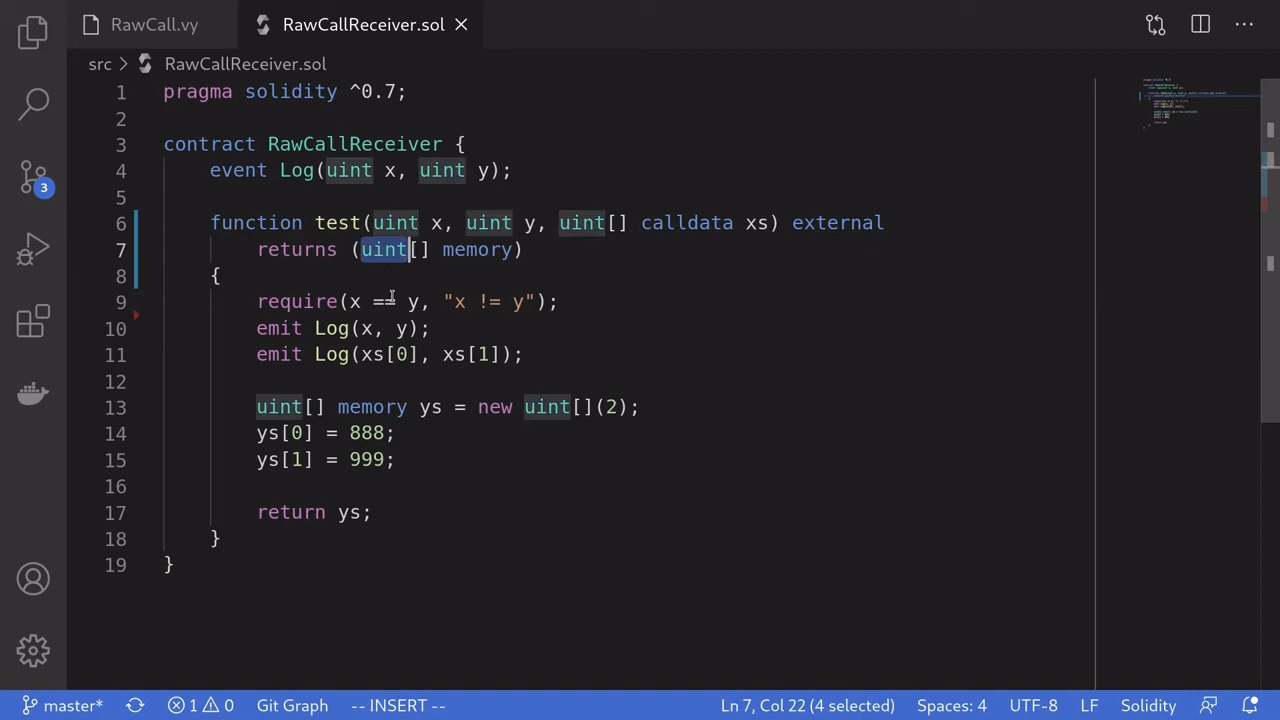 RawCall.vy RawCallReceiver.sol
src > RawCallReceiver.sol
1 pragma solidity ^0.7;
2
3 contract RawCallReceiver {
4 event Log(uint x, uint y);
5
6 function test(uint x, uint y, uint[] calldata xs) external
7 returns (uint[] memory)
8 {
9 require(x == y, "x != y");
10 emit Log(x, y);
11 emit Log(xs[0], xs[1]);
12
13 uint[] memory ys = new uint[](2);
14 ys[0] = 888;
15 ys[1] = 999;
16
17 return ys;
18 }
19 }
3
master* 1 0 Git Graph -- INSERT -- Ln 7, Col 22 (4 selected) Spaces: 4 UTF-8 LF Solidity